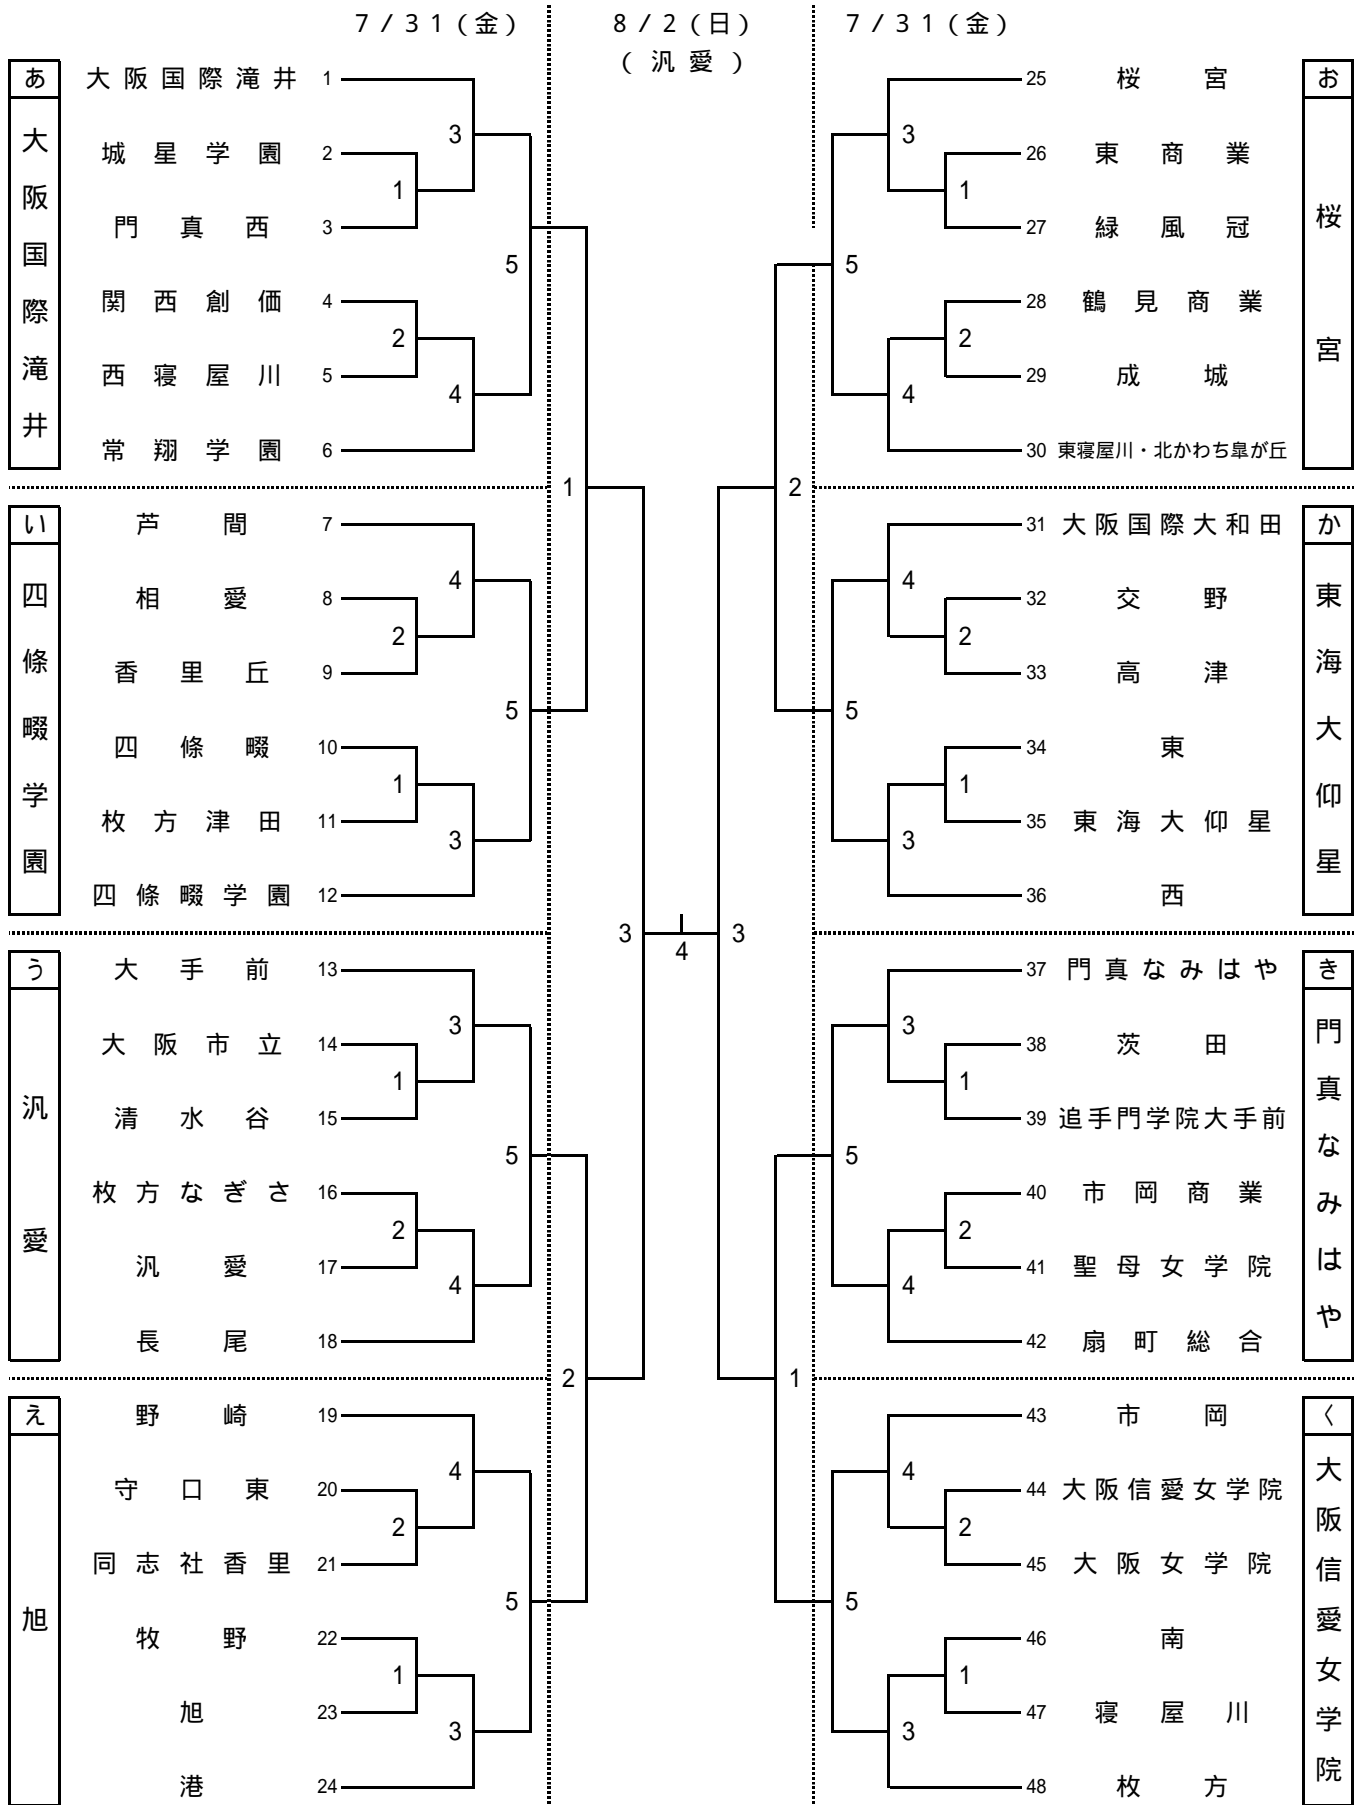 7/31(金)
8/2(日)
(汎愛)
7/31(金)
あ
大阪国際滝井
大阪国際滝井 1
城星学園 2
門真西 3
関西創価 4
西寝屋川 5
常翔学園 6
3
1
5
2
4
い
四條畷学園
芦間 7
相愛 8
香里丘 9
四條畷 10
枚方津田 11
四條畷学園 12
4
2
5
1
3
う
汎愛
大手前 13
大阪市立 14
清水谷 15
枚方なぎさ 16
汎愛 17
長尾 18
3
1
5
2
4
え
旭
野崎 19
守口東 20
同志社香里 21
牧野 22
旭 23
港 24
4
2
5
1
3
1
2
3
4
3
2
1
25 桜宮
26 東商業
27 緑風冠
28 鶴見商業
29 成城
30 東寝屋川・北かわち皐が丘
3
1
5
2
4
お
桜宮
31 大阪国際大和田
32 交野
33 高津
34 東
35 東海大仰星
36 西
4
2
5
1
3
か
東海大仰星
37 門真なみはや
38 茨田
39 追手門学院大手前
40 市岡商業
41 聖母女学院
42 扇町総合
3
1
5
2
4
き
門真なみはや
43 市岡
44 大阪信愛女学院
45 大阪女学院
46 南
47 寝屋川
48 枚方
4
2
5
1
3
く
大阪信愛女学院